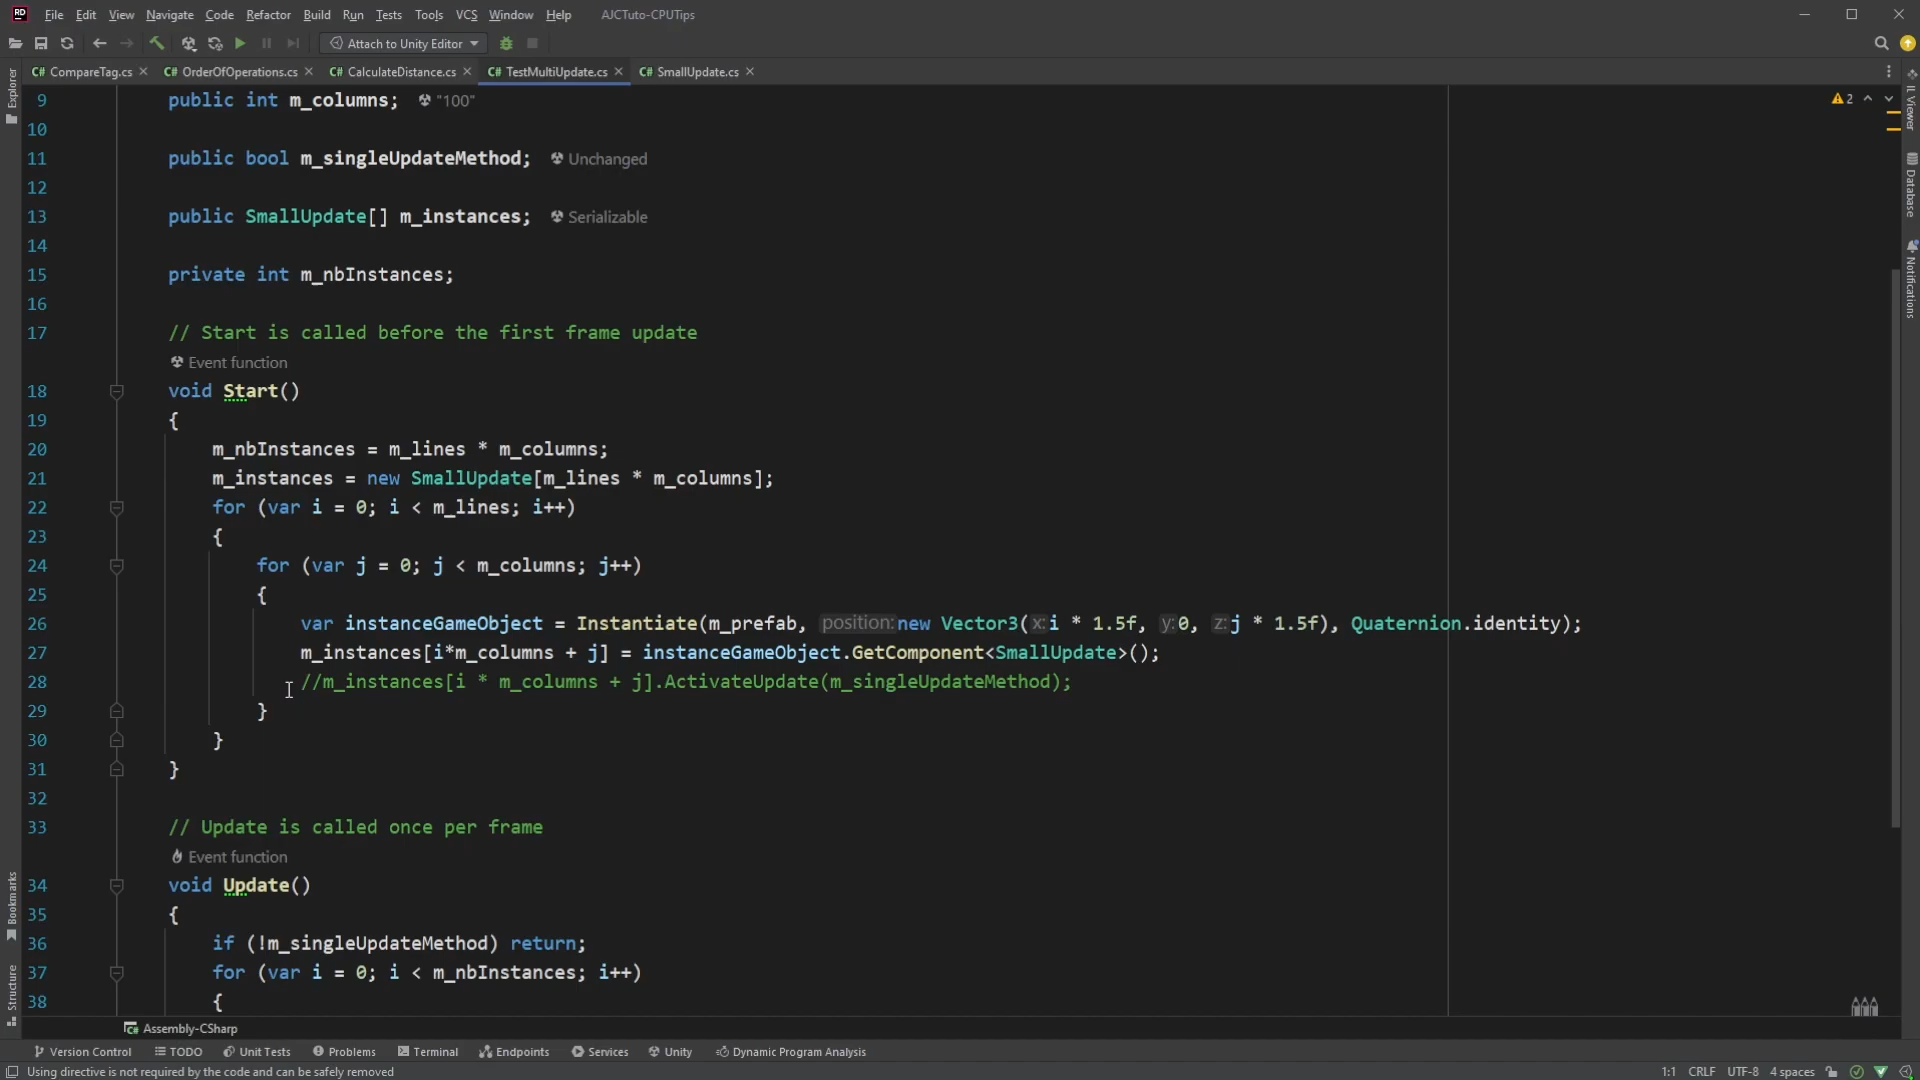 RD File Edit View Navigate Code Refactor Build Run Tests Tools VCS Window Help AJCTuto-CPUTips
Attach to Unity Editor
C# CompareTag.cs C# OrderOfOperations.cs C# CalculateDistance.cs C# TestMultiUpdate.cs C# SmallUpdate.cs
Explorer
IL Viewer
Database
Notifications
2
9 public int m_columns; "100"
10
11 public bool m_singleUpdateMethod; Unchanged
12
13 public SmallUpdate[] m_instances; Serializable
14
15 private int m_nbInstances;
16
17 // Start is called before the first frame update
Event function
18 void Start()
19 {
20 m_nbInstances = m_lines * m_columns;
21 m_instances = new SmallUpdate[m_lines * m_columns];
22 for (var i = 0; i < m_lines; i++)
23 {
24 for (var j = 0; j < m_columns; j++)
25 {
26 var instanceGameObject = Instantiate(m_prefab, position: new Vector3( x: i * 1.5f, y: 0, z: j * 1.5f), Quaternion.identity);
27 m_instances[i*m_columns + j] = instanceGameObject.GetComponent<SmallUpdate>();
28 //m_instances[i * m_columns + j].ActivateUpdate(m_singleUpdateMethod);
29 }
30 }
31 }
32
33 // Update is called once per frame
Event function
34 void Update()
35 {
36 if (!m_singleUpdateMethod) return;
37 for (var i = 0; i < m_nbInstances; i++)
38 {
Bookmarks
Structure
C# Assembly-CSharp
Version Control TODO Unit Tests Problems Terminal Endpoints Services Unity Dynamic Program Analysis
Using directive is not required by the code and can be safely removed 1:1 CRLF UTF-8 4 spaces